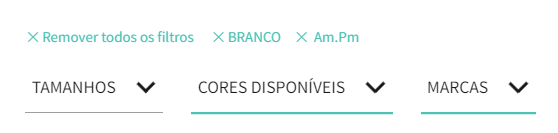 Remover todos os filtros BRANCO Am.Pm
TAMANHOS CORES DISPONÍVEIS MARCAS